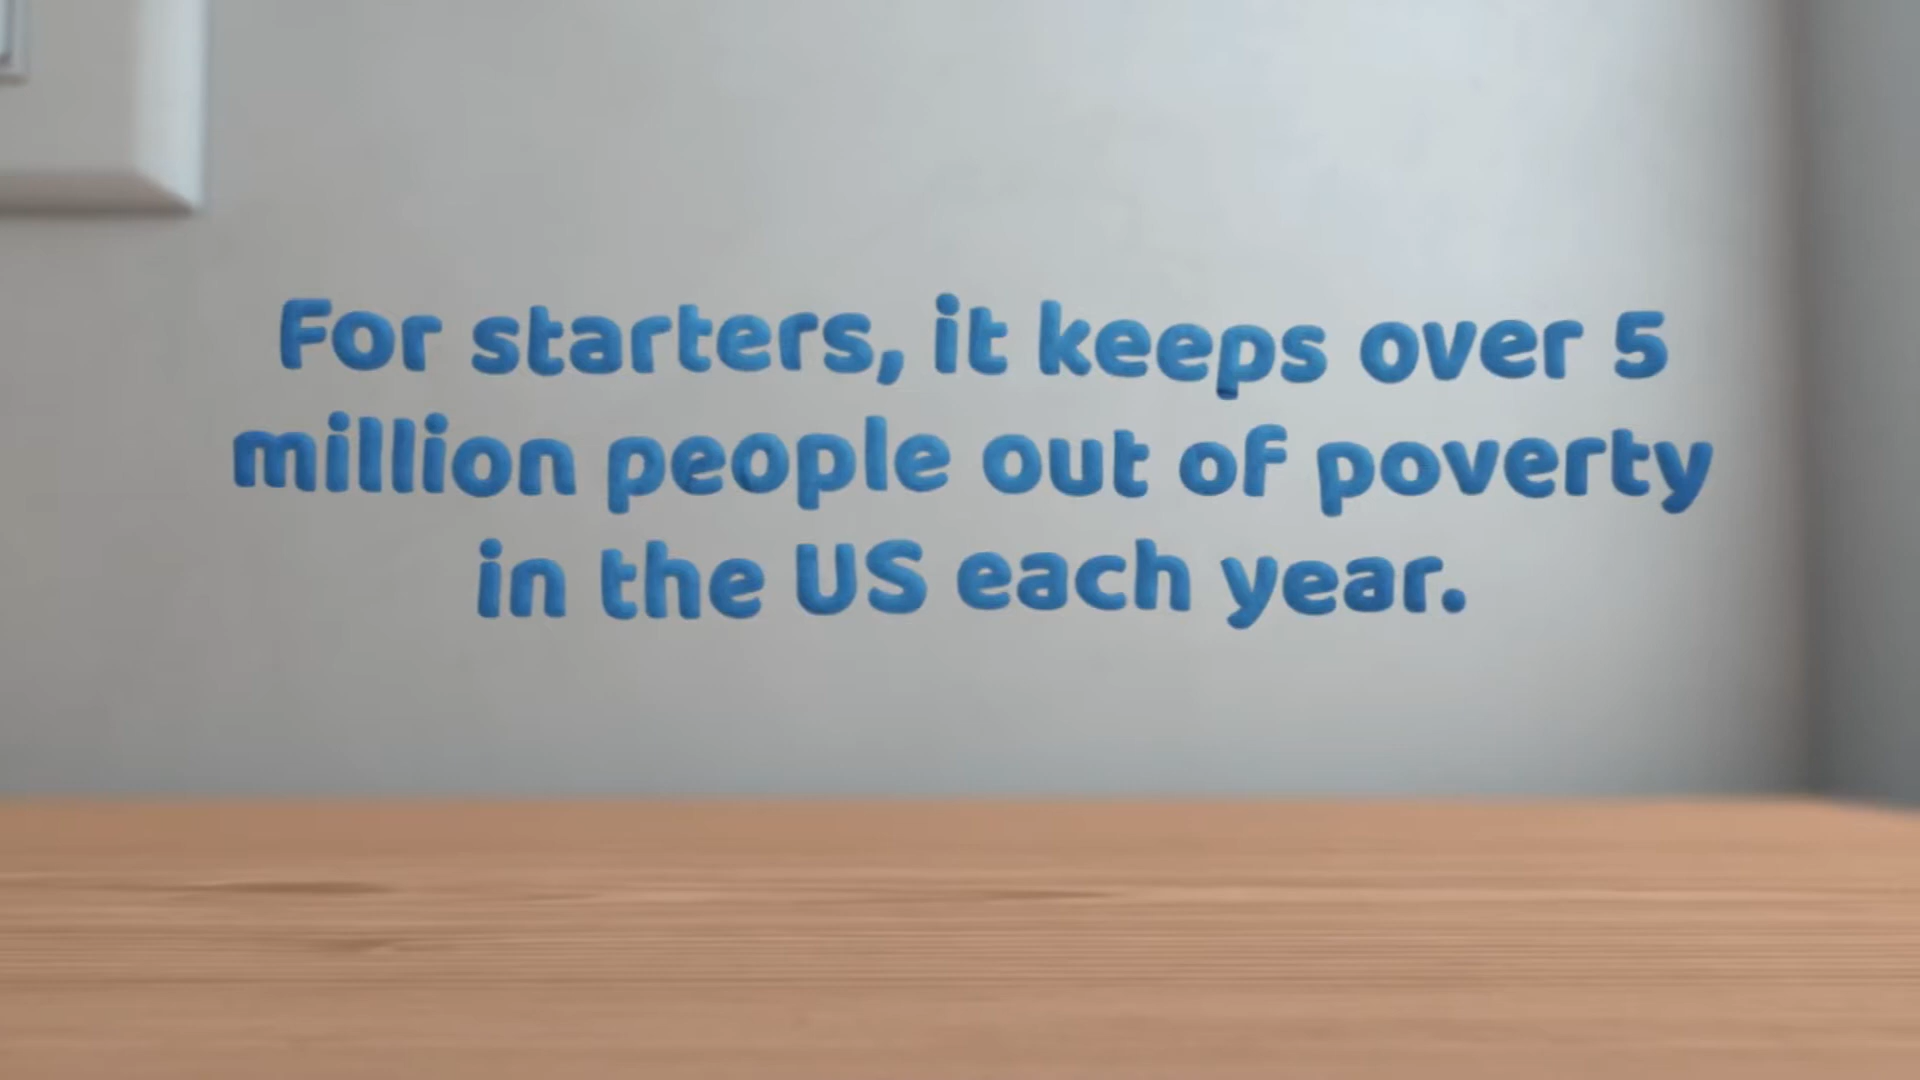 For starters, it keeps over 5
million people out of poverty
in the US each year.